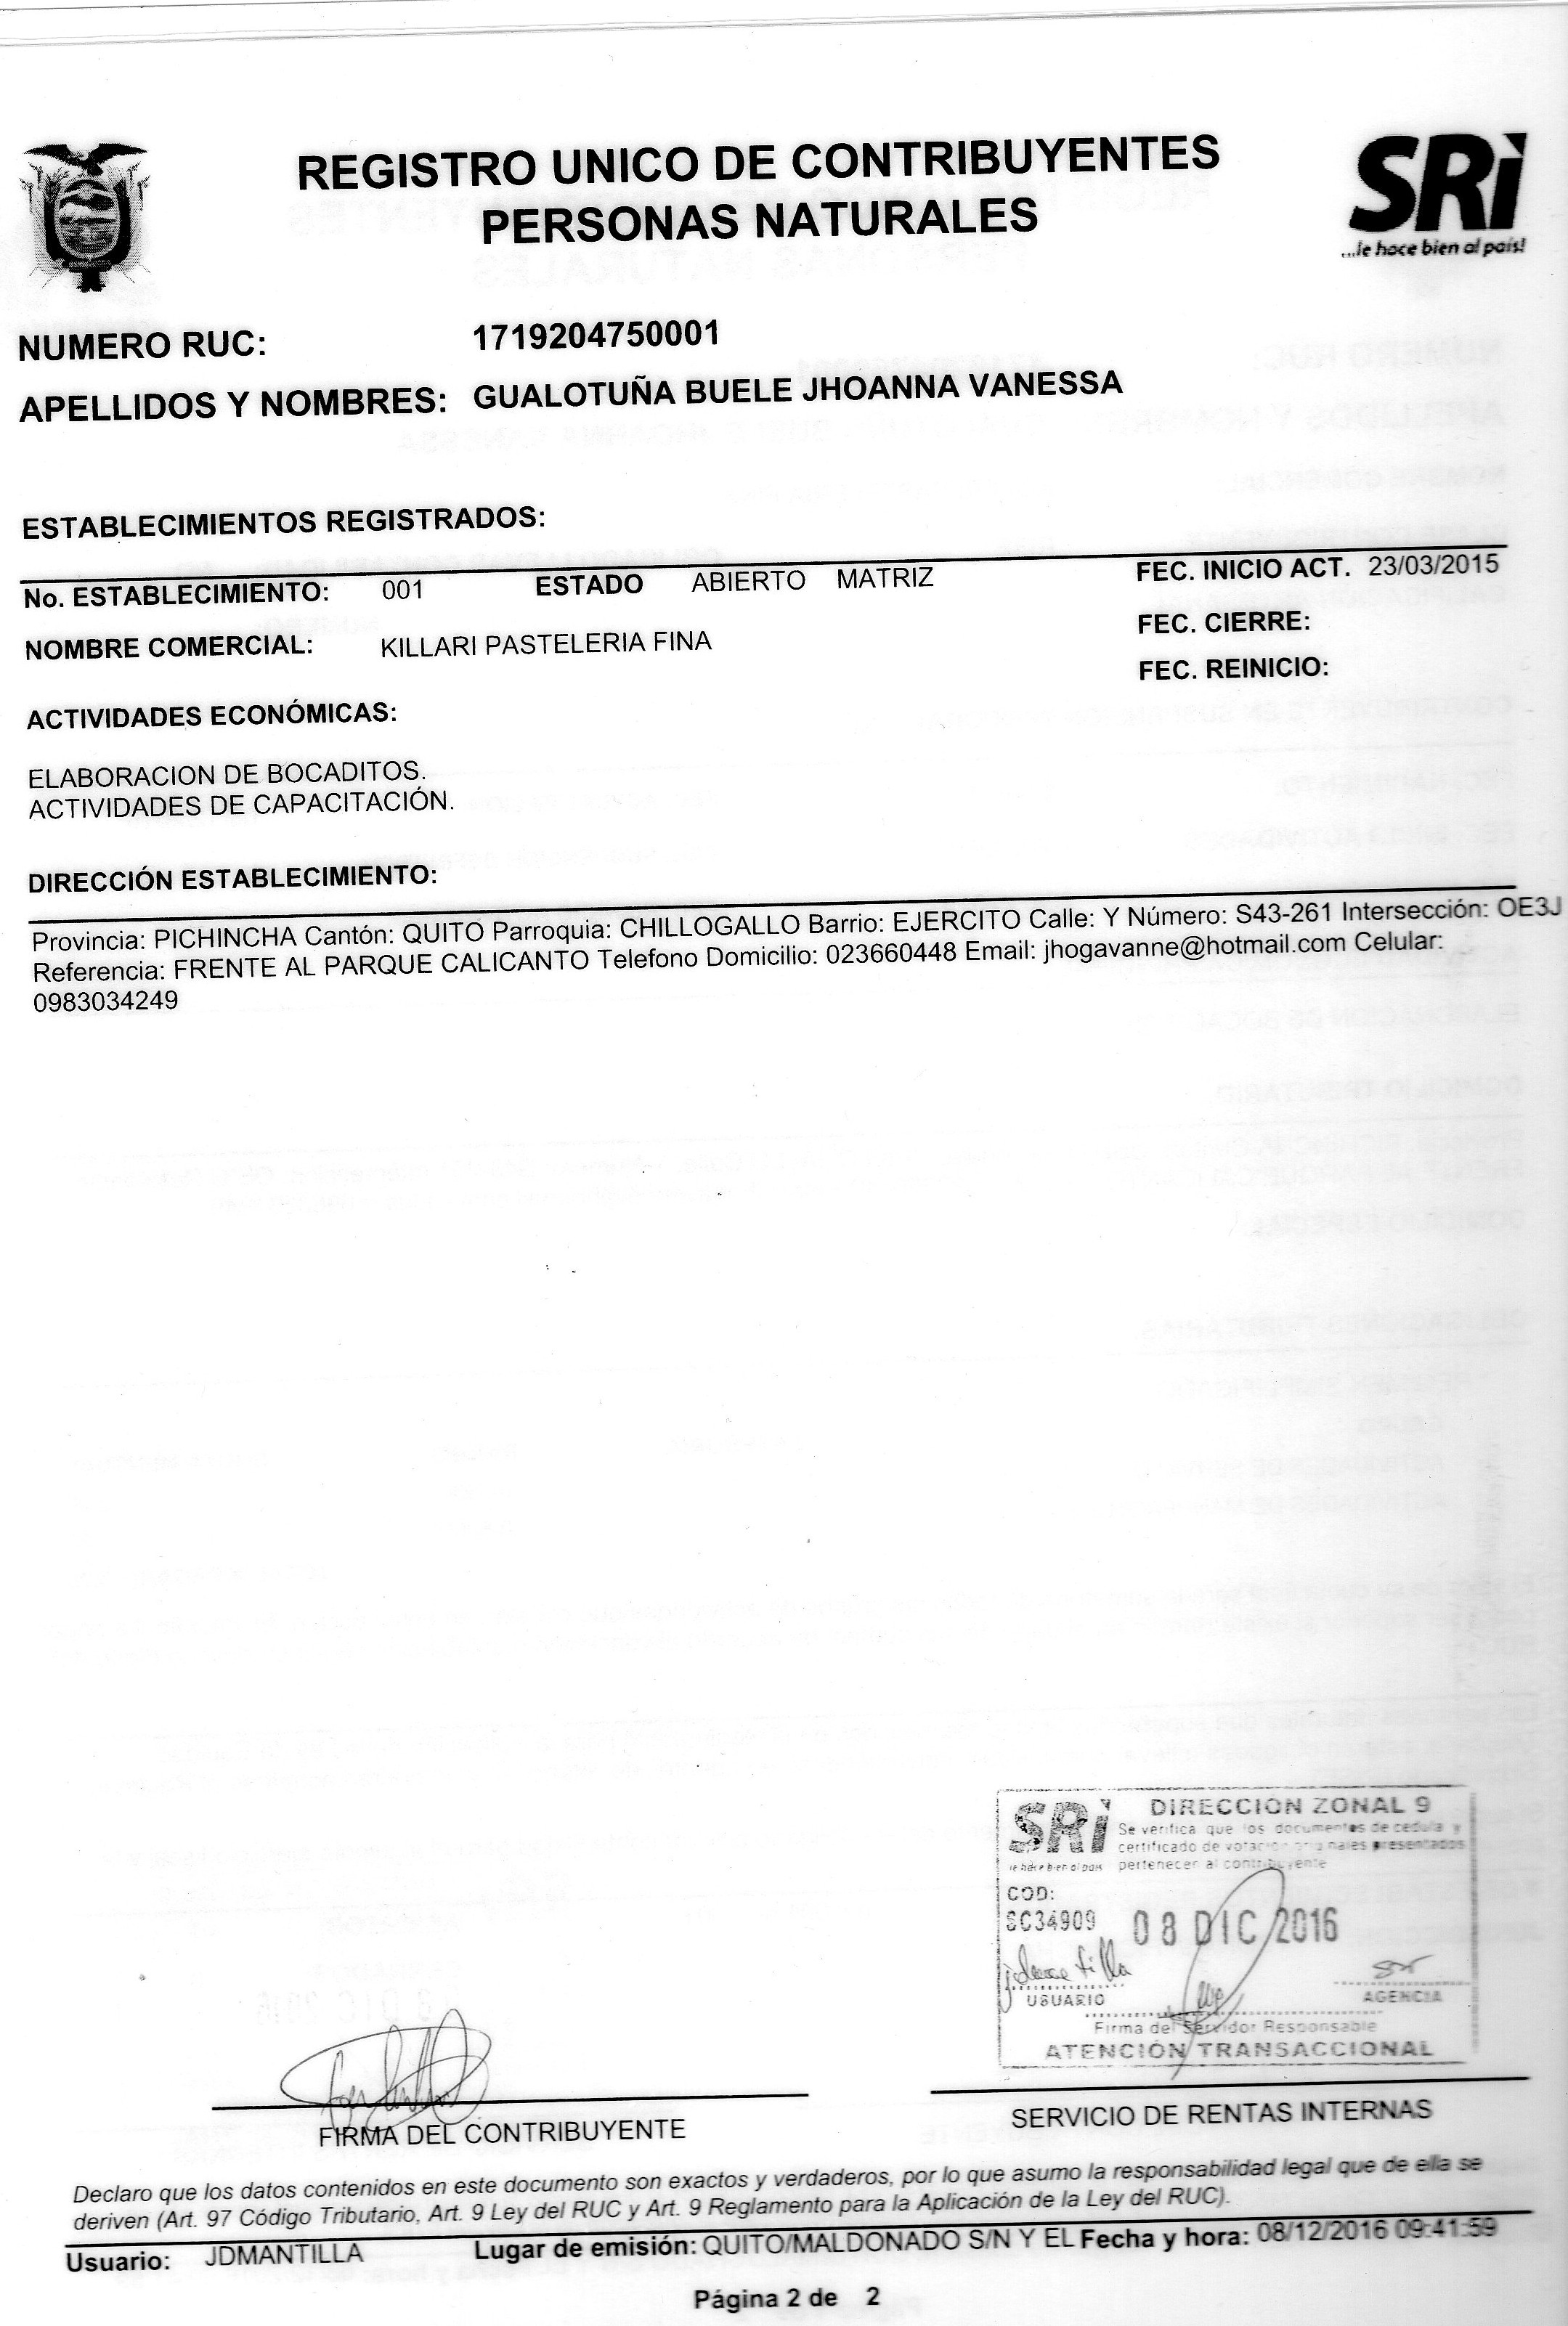 REGISTRO UNICO DE CONTRIBUYENTES
PERSONAS NATURALES
SRi
...le hace bien al país!
NUMERO RUC: 1719204750001
APELLIDOS Y NOMBRES: GUALOTUÑA BUELE JHOANNA VANESSA
ESTABLECIMIENTOS REGISTRADOS:
No. ESTABLECIMIENTO: 001 ESTADO ABIERTO MATRIZ FEC. INICIO ACT. 23/03/2015
NOMBRE COMERCIAL: KILLARI PASTELERIA FINA FEC. CIERRE:
FEC. REINICIO:
ACTIVIDADES ECONÓMICAS:
ELABORACION DE BOCADITOS.
ACTIVIDADES DE CAPACITACIÓN.
DIRECCIÓN ESTABLECIMIENTO:
Provincia: PICHINCHA Cantón: QUITO Parroquia: CHILLOGALLO Barrio: EJERCITO Calle: Y Número: S43-261 Intersección: OE3J
Referencia: FRENTE AL PARQUE CALICANTO Telefono Domicilio: 023660448 Email: jhogavanne@hotmail.com Celular:
0983034249
SRi DIRECCION ZONAL 9
Se verifica que los documentos de cedula y
certificado de votacion originales presentados
le hace bien al pais pertenecen al contribuyente
COD:
SC34909 08 DIC 2016
jdmantilla
USUARIO AGENCIA
Firma del Servidor Responsable
ATENCIÓN TRANSACCIONAL
FIRMA DEL CONTRIBUYENTE SERVICIO DE RENTAS INTERNAS
Declaro que los datos contenidos en este documento son exactos y verdaderos, por lo que asumo la responsabilidad legal que de ella se
deriven (Art. 97 Código Tributario, Art. 9 Ley del RUC y Art. 9 Reglamento para la Aplicación de la Ley del RUC).
Usuario: JDMANTILLA Lugar de emisión: QUITO/MALDONADO S/N Y EL Fecha y hora: 08/12/2016 09:41:59
Página 2 de 2